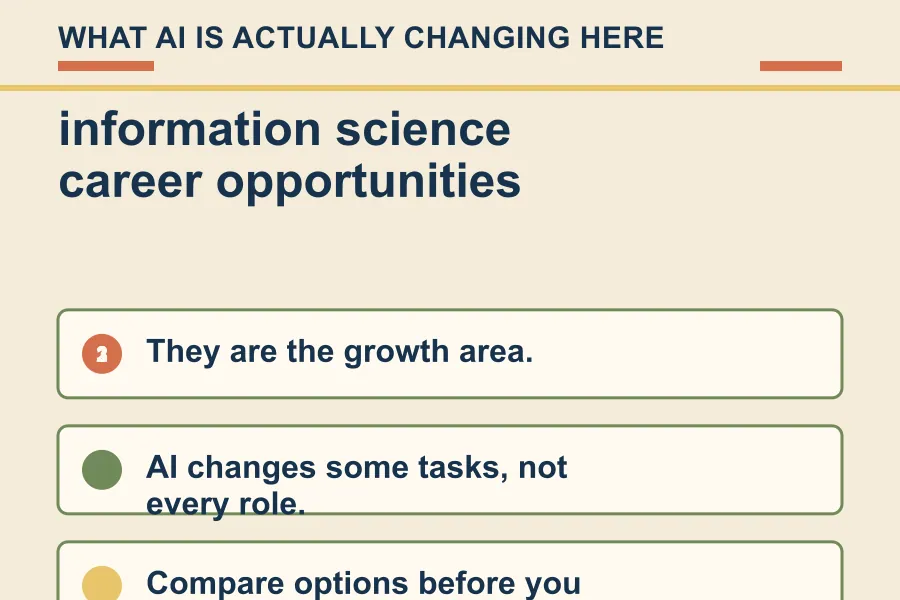 WHAT AI IS ACTUALLY CHANGING HERE
information science
career opportunities
They are the growth area.
AI changes some tasks, not
every role.
Compare options before you